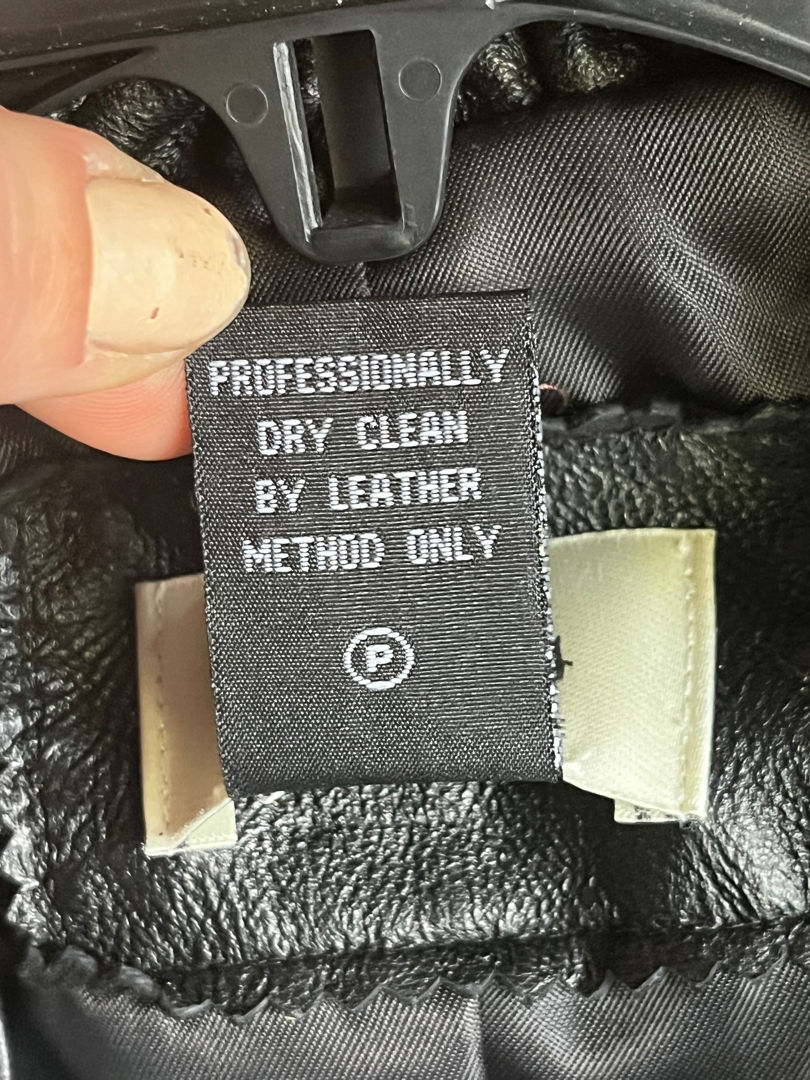 PROFESSIONALLY
DRY CLEAN
BY LEATHER
METHOD ONLY
P